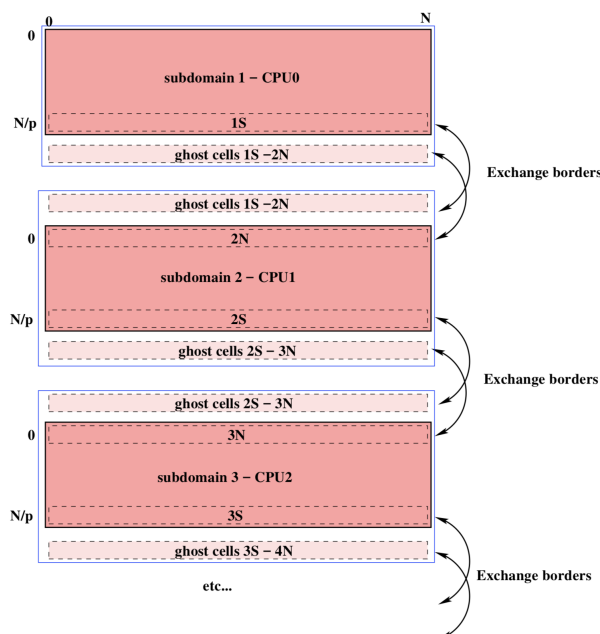 0 N
0
subdomain 1 − CPU0
N/p 1S
ghost cells 1S −2N
Exchange borders
ghost cells 1S −2N
0 2N
subdomain 2 − CPU1
N/p 2S
ghost cells 2S − 3N
Exchange borders
ghost cells 2S − 3N
0 3N
subdomain 3 − CPU2
N/p 3S
ghost cells 3S − 4N
Exchange borders
etc...